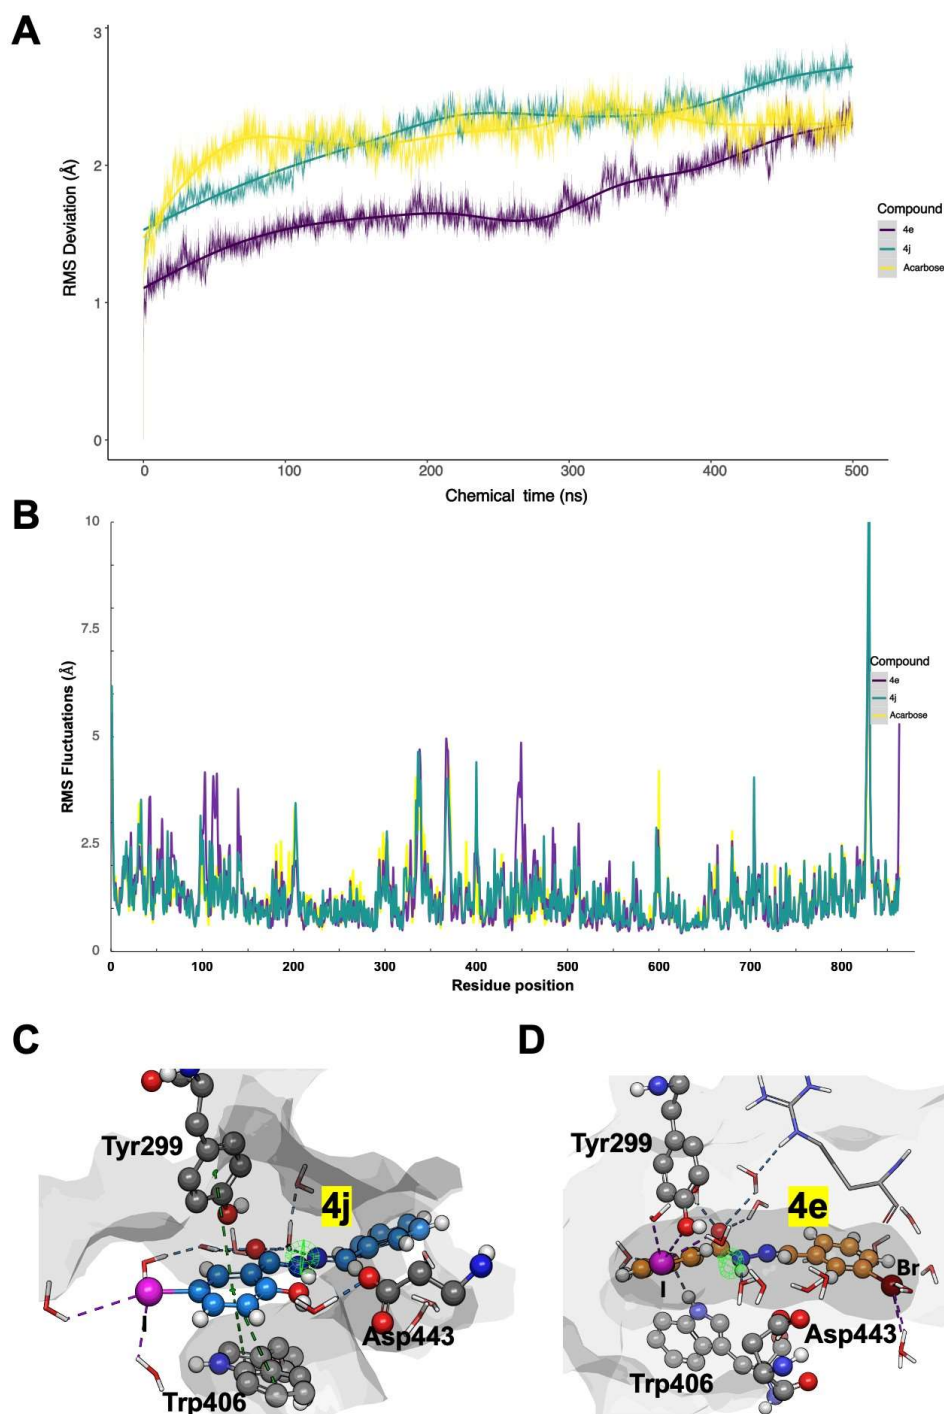 A
3
2
1
0
RMS Deviation (Å)
0 100 200 300 400 500
Chemical time (ns)
Compound
4e
4j
Acarbose
B
10
7.5
5
2.5
0
RMS Fluctuations (Å)
0 100 200 300 400 500 600 700 800
Residue position
Compound
4e
4j
Acarbose
C
Tyr299
4j
I
Asp443
Trp406
D
Tyr299
4e
Br
I
Asp443
Trp406